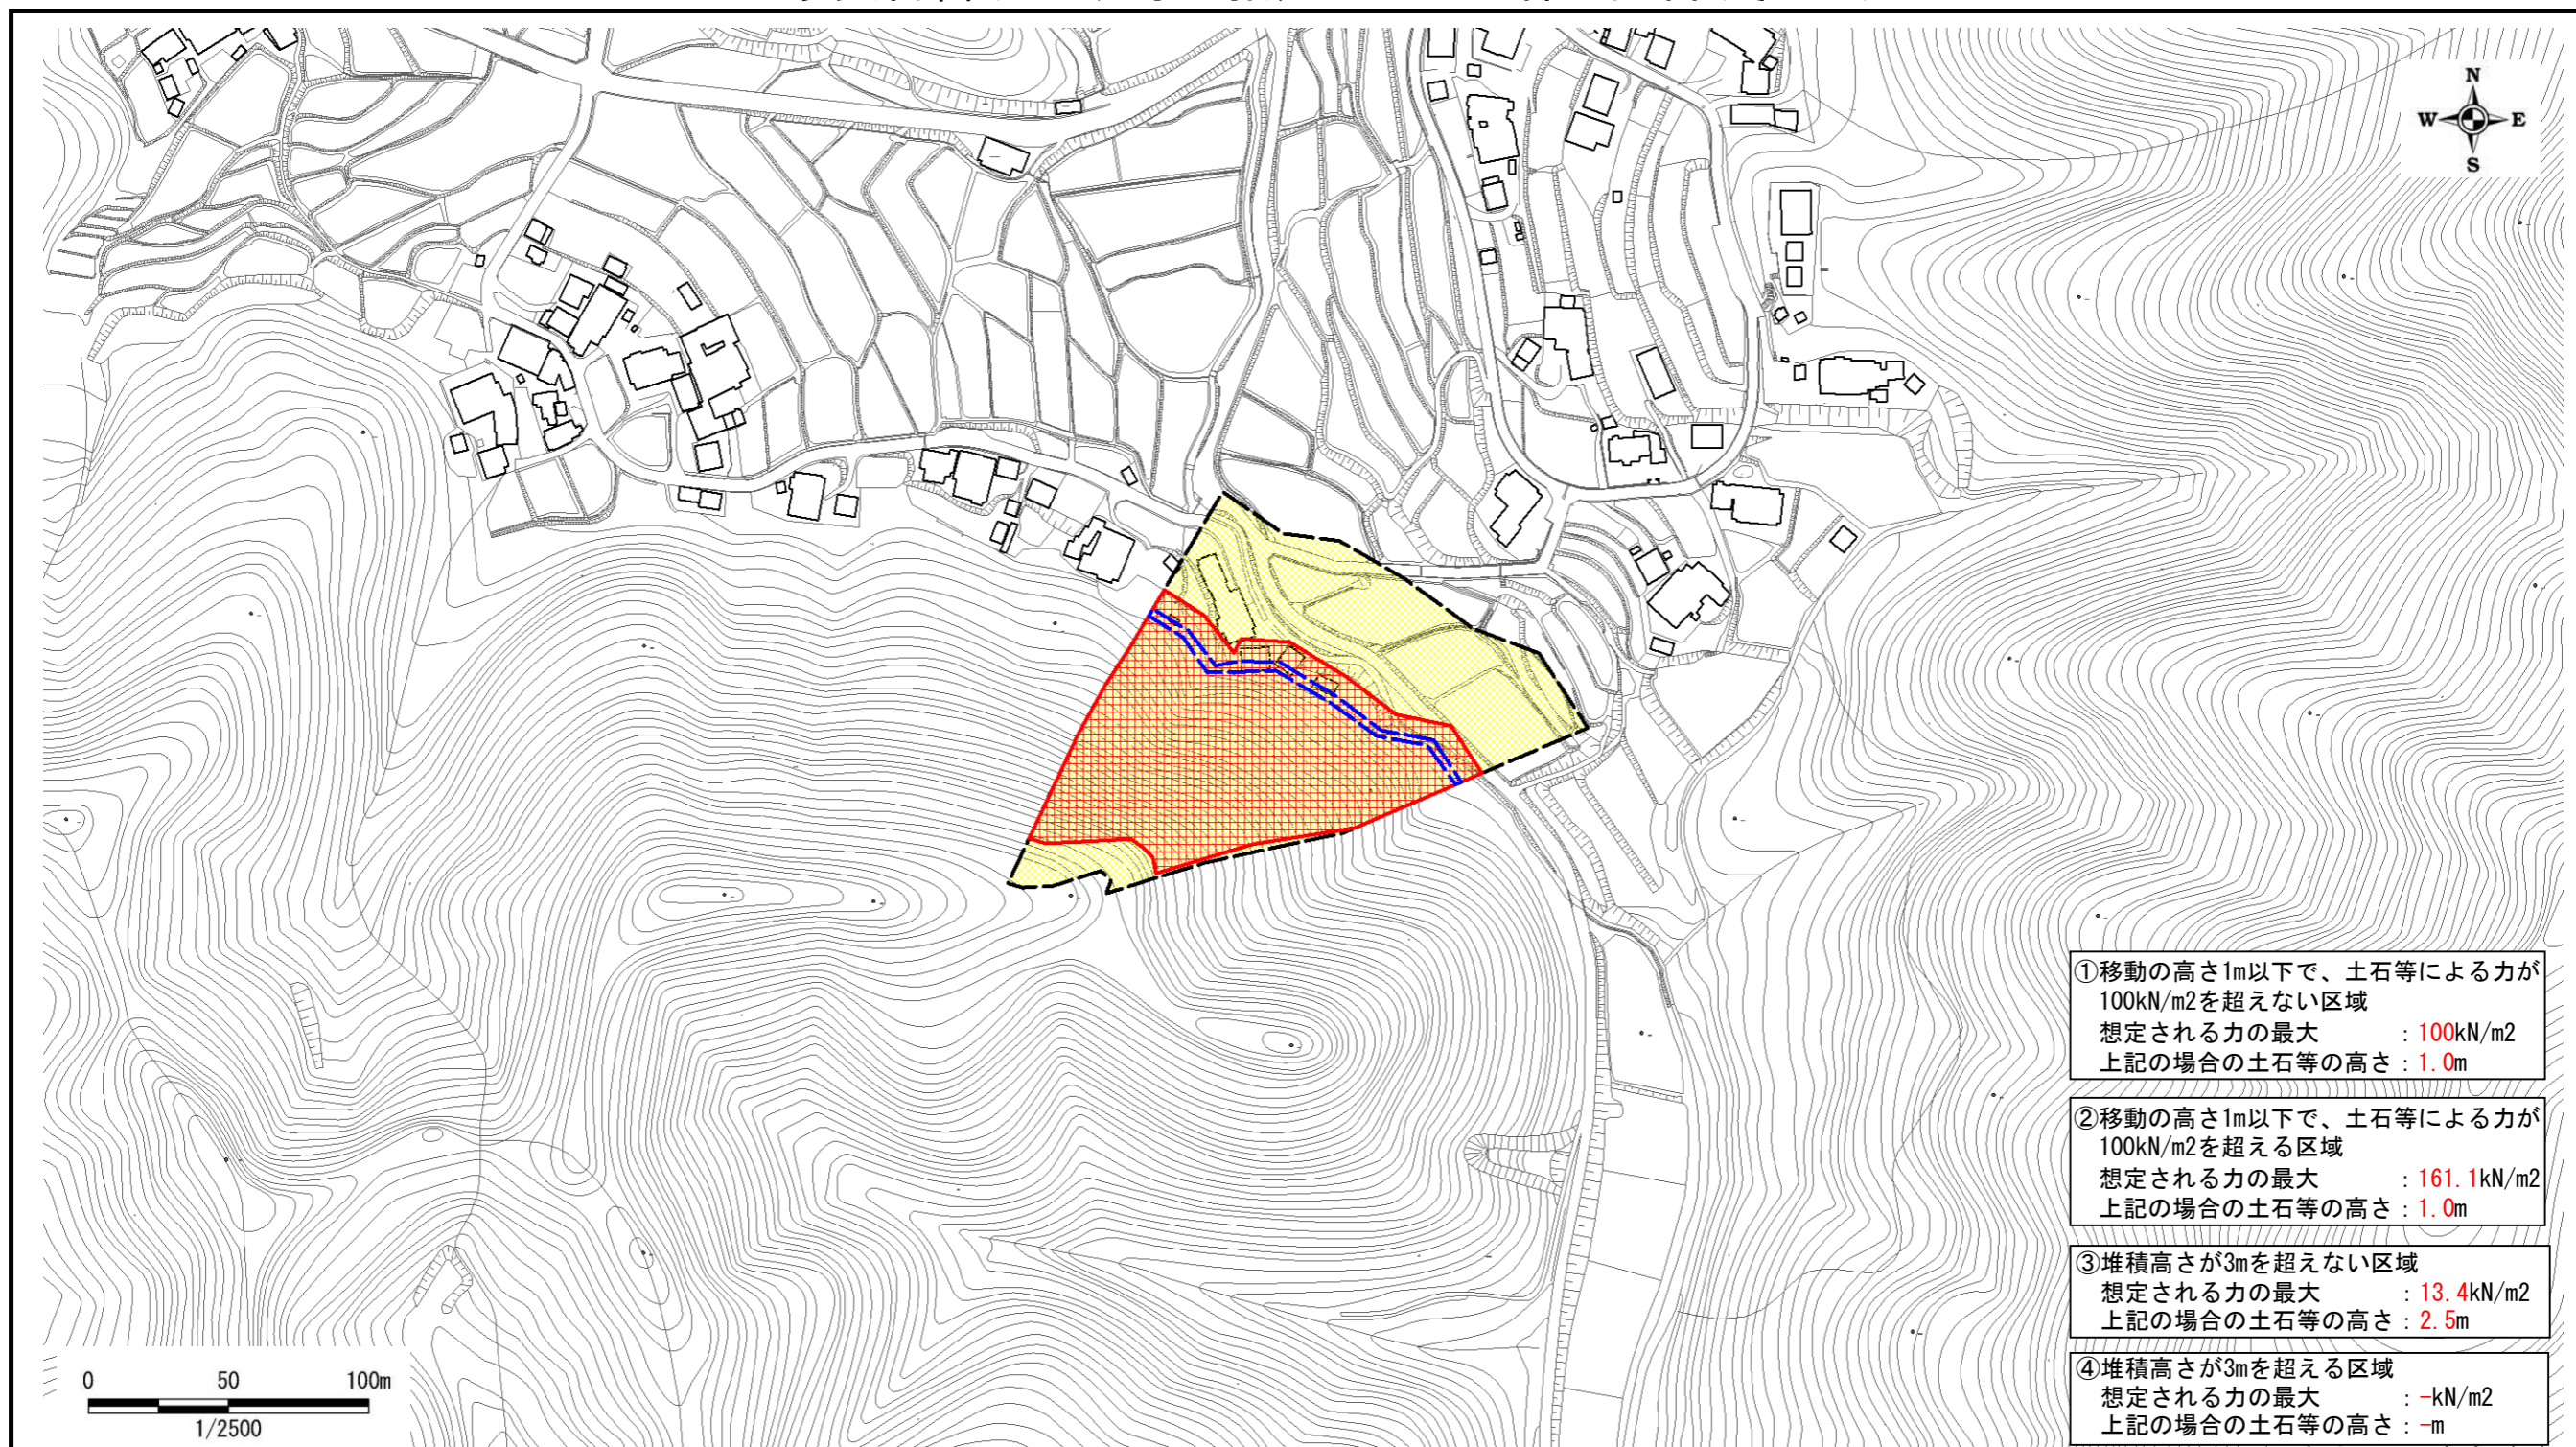 N
W E
S
①移動の高さ1m以下で、土石等による力が
100kN/m2を超えない区域
想定される力の最大 : 100kN/m2
上記の場合の土石等の高さ : 1.0m
②移動の高さ1m以下で、土石等による力が
100kN/m2を超える区域
想定される力の最大 : 161.1kN/m2
上記の場合の土石等の高さ : 1.0m
③堆積高さが3mを超えない区域
想定される力の最大 : 13.4kN/m2
上記の場合の土石等の高さ : 2.5m
④堆積高さが3mを超える区域
想定される力の最大 : -kN/m2
上記の場合の土石等の高さ : -m
0 50 100m
1/2500